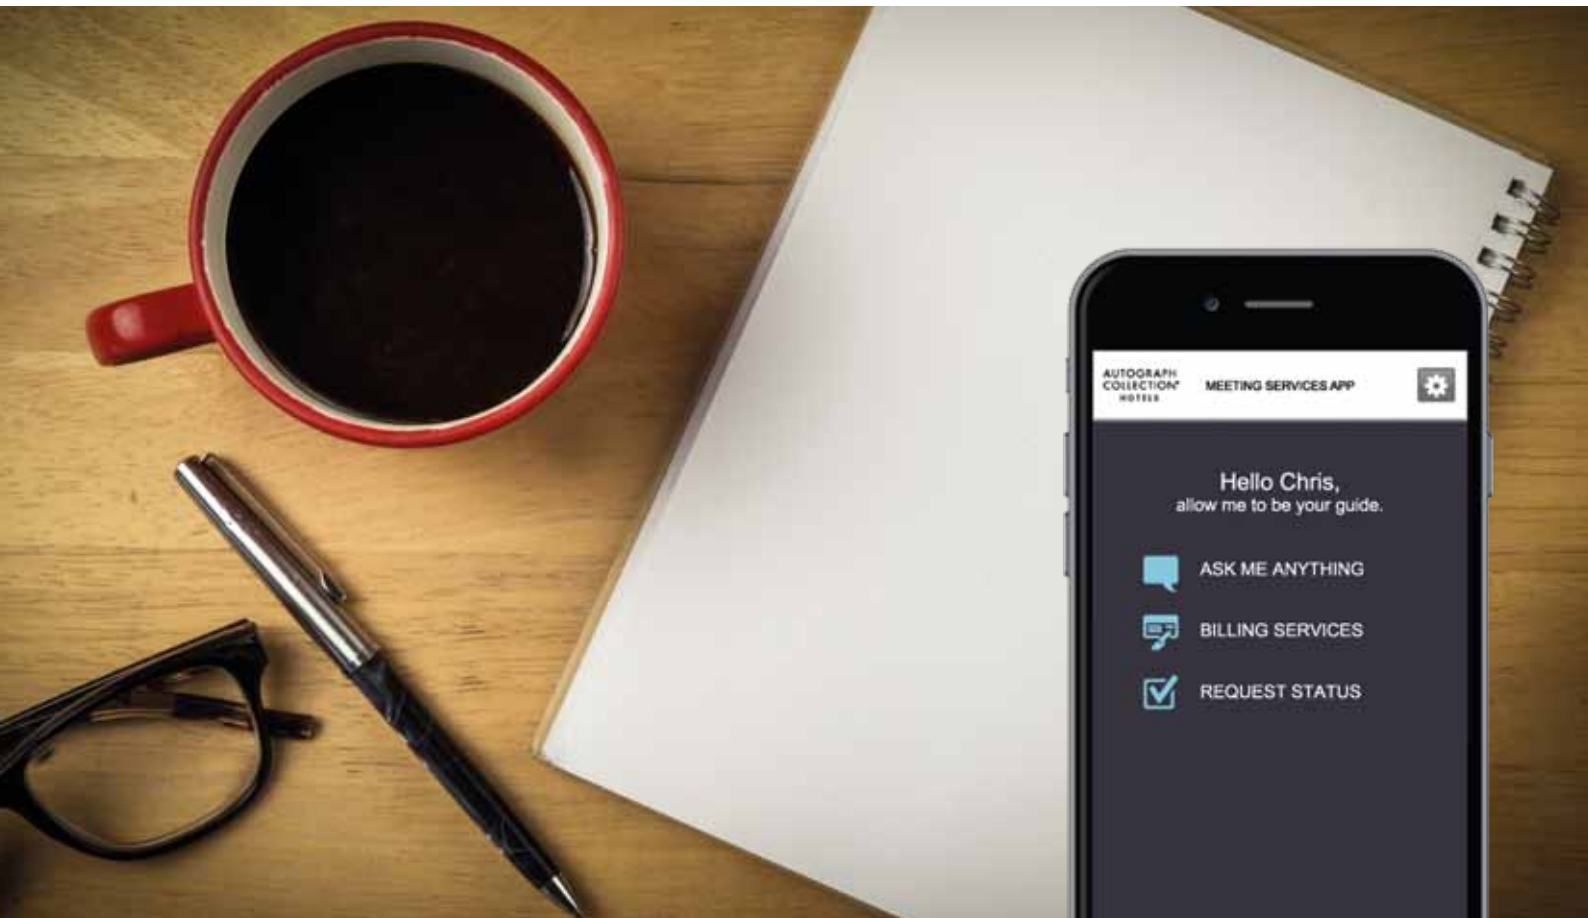 AUTOGRAPH
COLLECTION®
HOTELS
MEETING SERVICES APP
Hello Chris,
allow me to be your guide.
ASK ME ANYTHING
BILLING SERVICES
REQUEST STATUS